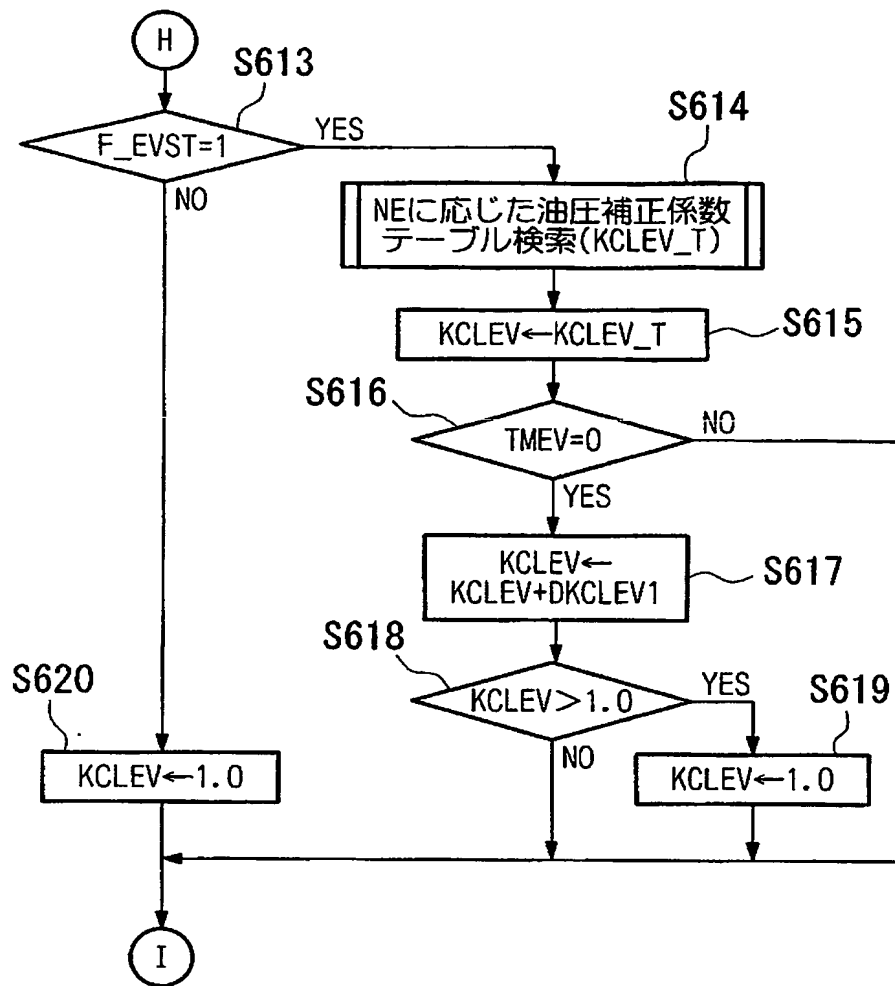 H
S613
F_EVST=1
YES
NO
S614
NEに応じた油圧補正係数
テーブル検索(KCLEV_T)
KCLEV←KCLEV_T
S615
S616
TMEV=0
NO
YES
KCLEV←
KCLEV+DKCLEV1
S617
S618
KCLEV>1.0
YES
NO
S619
KCLEV←1.0
S620
KCLEV←1.0
I